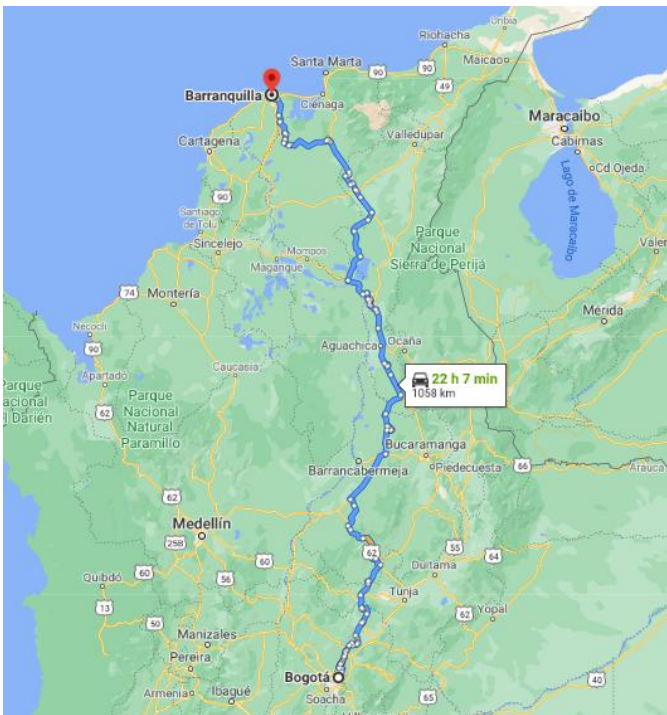 Uribia
Riohacha
Santa Marta
90
90
Maicao
Barranquilla
Ciénaga
49
Maracaibo
Cartagena
Valledupar
Cabimas
Cd Ojeda
Lago de Maracaibo
90
Santiago
de Tolú
Parque
Nacional
Sierra de Perijá
Sincelejo
Mompos
Magangué
Valer
74
Montería
Mérida
Necoclí
90
Aguachica
Ocaña
Apartado
Caucasia
22 h 7 min
1058 km
Parque
acional
l Darién
62
Parque
Nacional
Natural
Paramillo
Bucaramanga
Barrancabermeja
Piedecuesta
66
Arauca
62
Medellín
25B
60
62
55
64
Quibdó
60
56
Duitama
13
Tunja
62
Yopal
50
Manizales
Pereira
Bogotá
40
Armenia
Ibagué
Soacha
65